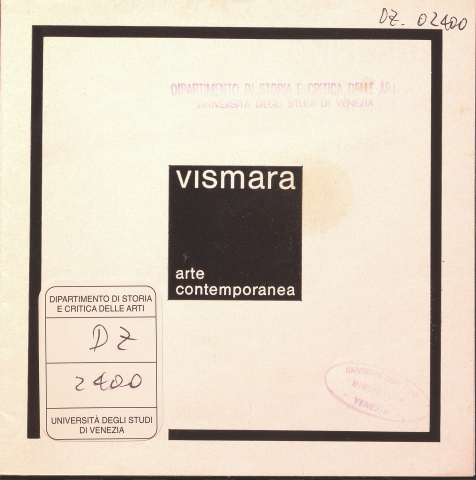 DZ. 02400
DIPARTIMENTO DI STORIA E CRITICA DELLE ARTI
UNIVERSITÀ DEGLI STUDI DI VENEZIA
vismara
arte
contemporanea
DIPARTIMENTO DI STORIA
E CRITICA DELLE ARTI
DZ
2400
UNIVERSITÀ DEGLI STUDI
DI VENEZIA
VENEZIA